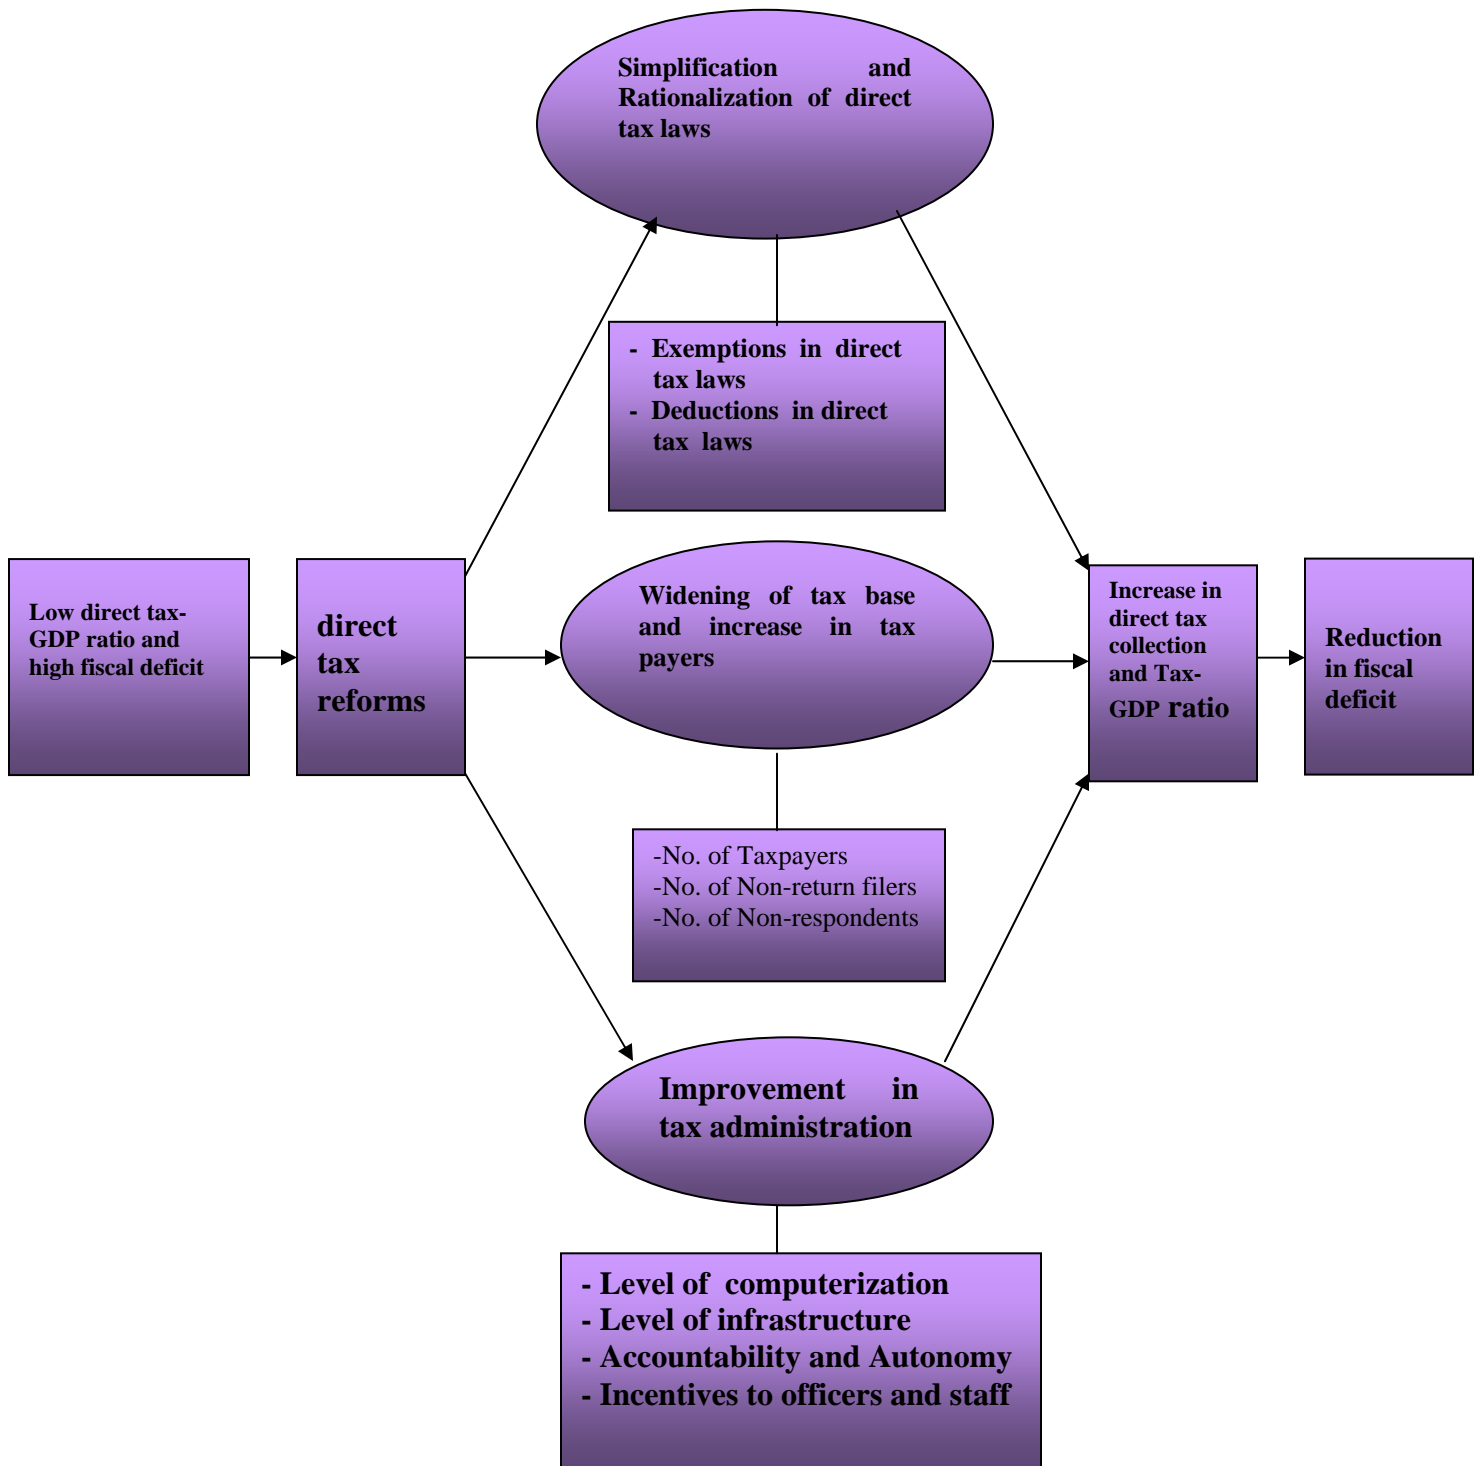 Simplification and
Rationalization of direct
tax laws
- Exemptions in direct
tax laws
- Deductions in direct
tax laws
Low direct tax-
GDP ratio and
high fiscal deficit
direct
tax
reforms
Widening of tax base
and increase in tax
payers
Increase in
direct tax
collection
and Tax-
GDP ratio
Reduction
in fiscal
deficit
-No. of Taxpayers
-No. of Non-return filers
-No. of Non-respondents
Improvement in
tax administration
- Level of computerization
- Level of infrastructure
- Accountability and Autonomy
- Incentives to officers and staff